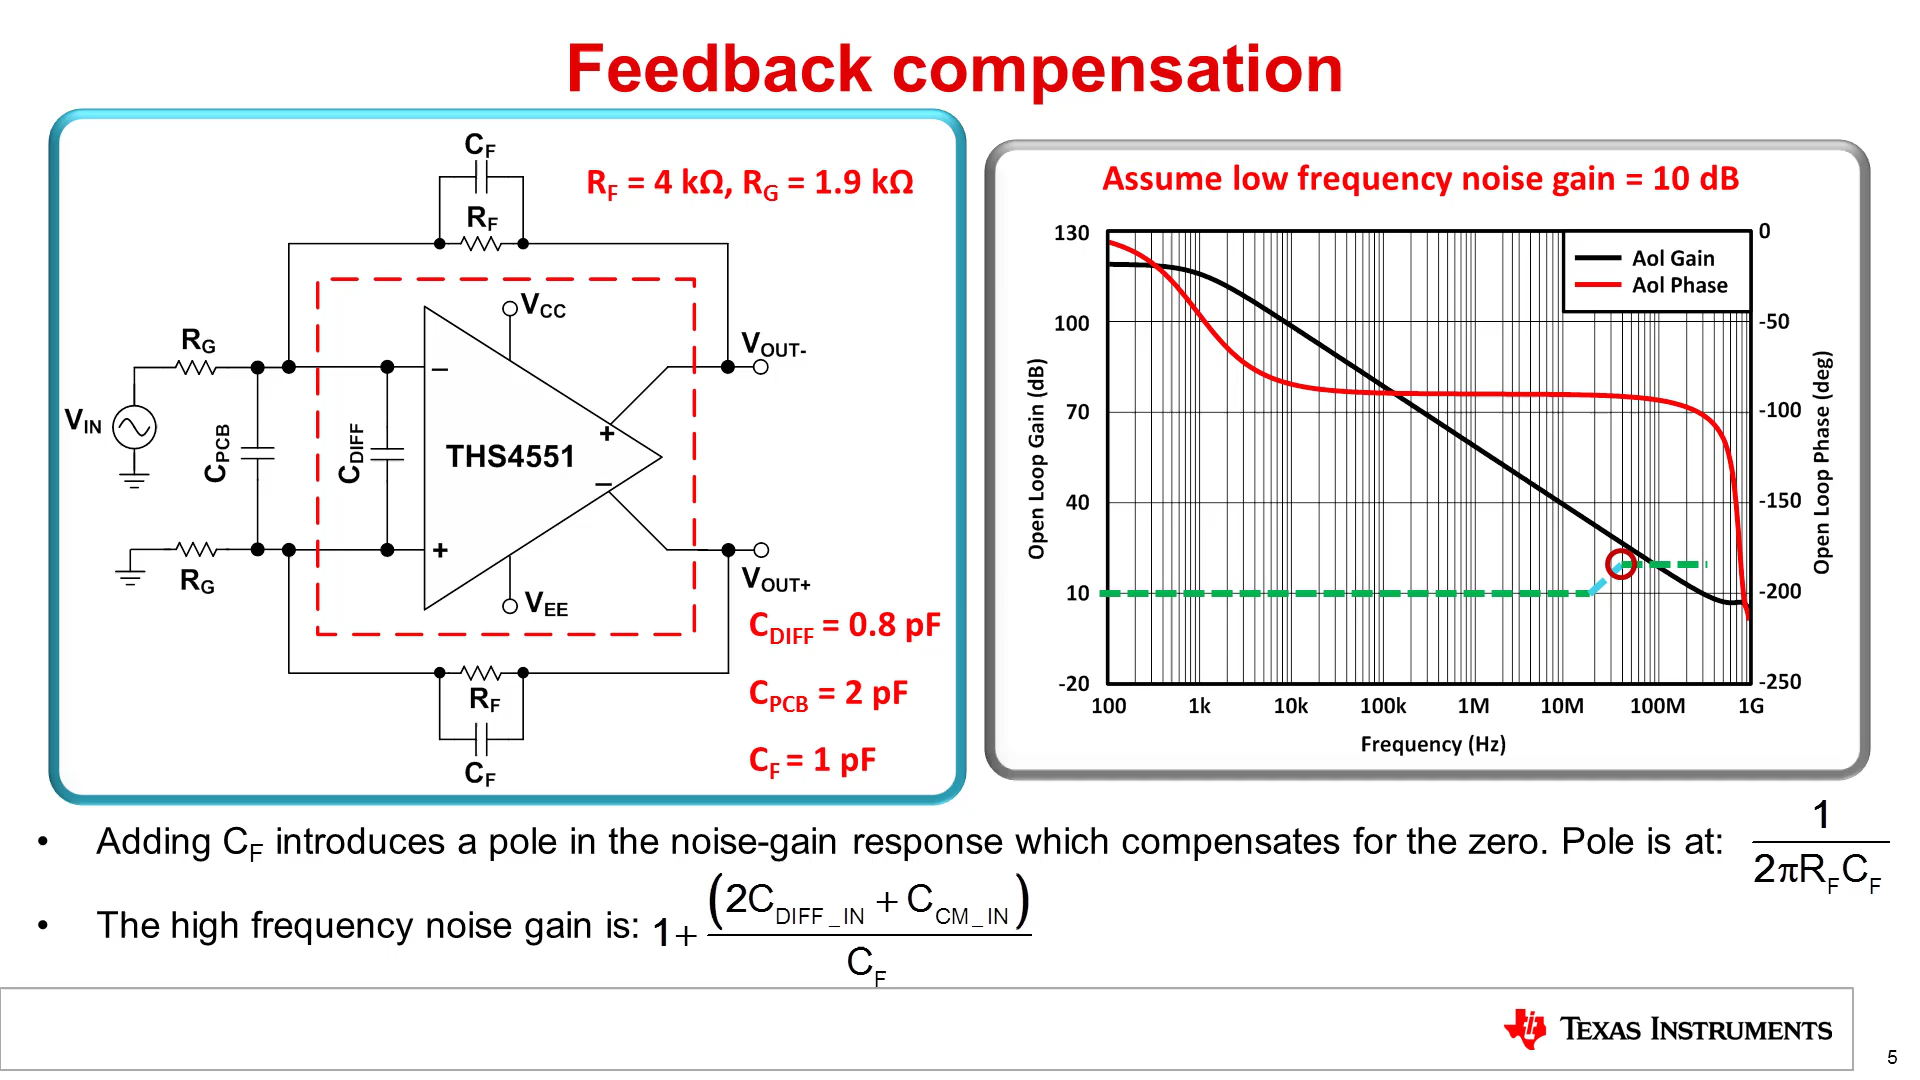 Feedback compensation
C_F
R_F = 4 kΩ, R_G = 1.9 kΩ
R_F
V_CC
R_G
V_OUT-
–
V_IN
C_PCB
C_DIFF
THS4551
+
–
+
R_G
V_OUT+
V_EE
C_DIFF = 0.8 pF
R_F
C_PCB = 2 pF
C_F
C_F = 1 pF
Assume low frequency noise gain = 10 dB
130
100
70
40
10
-20
Open Loop Gain (dB)
Aol Gain
Aol Phase
0
-50
-100
-150
-200
-250
Open Loop Phase (deg)
100 1k 10k 100k 1M 10M 100M 1G
Frequency (Hz)
• Adding C_F introduces a pole in the noise-gain response which compensates for the zero. Pole is at: 1 / 2πR_FC_F
• The high frequency noise gain is: 1+ (2C_DIFF_IN + C_CM_IN) / C_F
TEXAS INSTRUMENTS
5